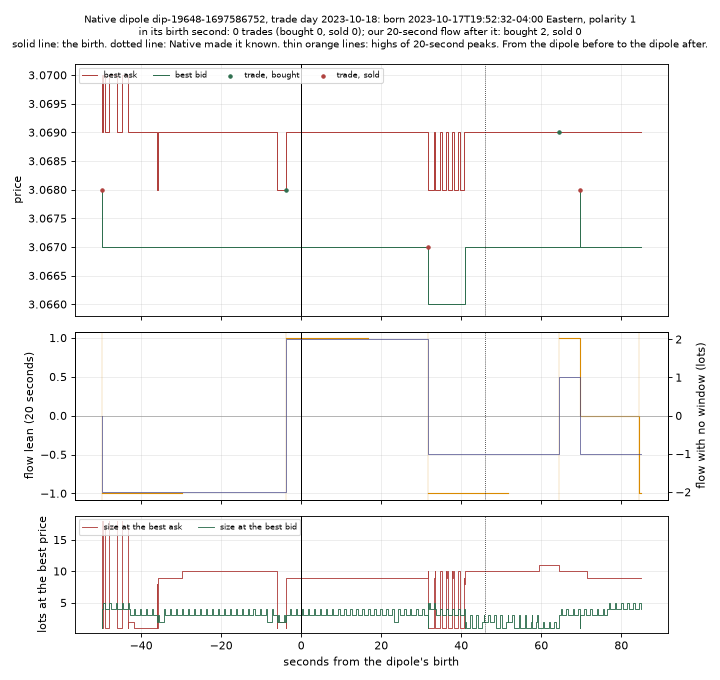 Native dipole dip-19648-1697586752, trade day 2023-10-18: born 2023-10-17T19:52:32-04:00 Eastern, polarity 1
in its birth second: 0 trades (bought 0, sold 0); our 20-second flow after it: bought 2, sold 0
solid line: the birth. dotted line: Native made it known. thin orange lines: highs of 20-second peaks. From the dipole before to the dipole after.
best ask best bid trade, bought trade, sold
3.0700
3.0695
3.0690
3.0685
3.0680
3.0675
3.0670
3.0665
3.0660
price
1.0
0.5
0.0
−0.5
−1.0
flow lean (20 seconds)
2
1
0
−1
−2
flow with no window (lots)
size at the best ask size at the best bid
15
10
5
lots at the best price
−40 −20 0 20 40 60 80
seconds from the dipole's birth